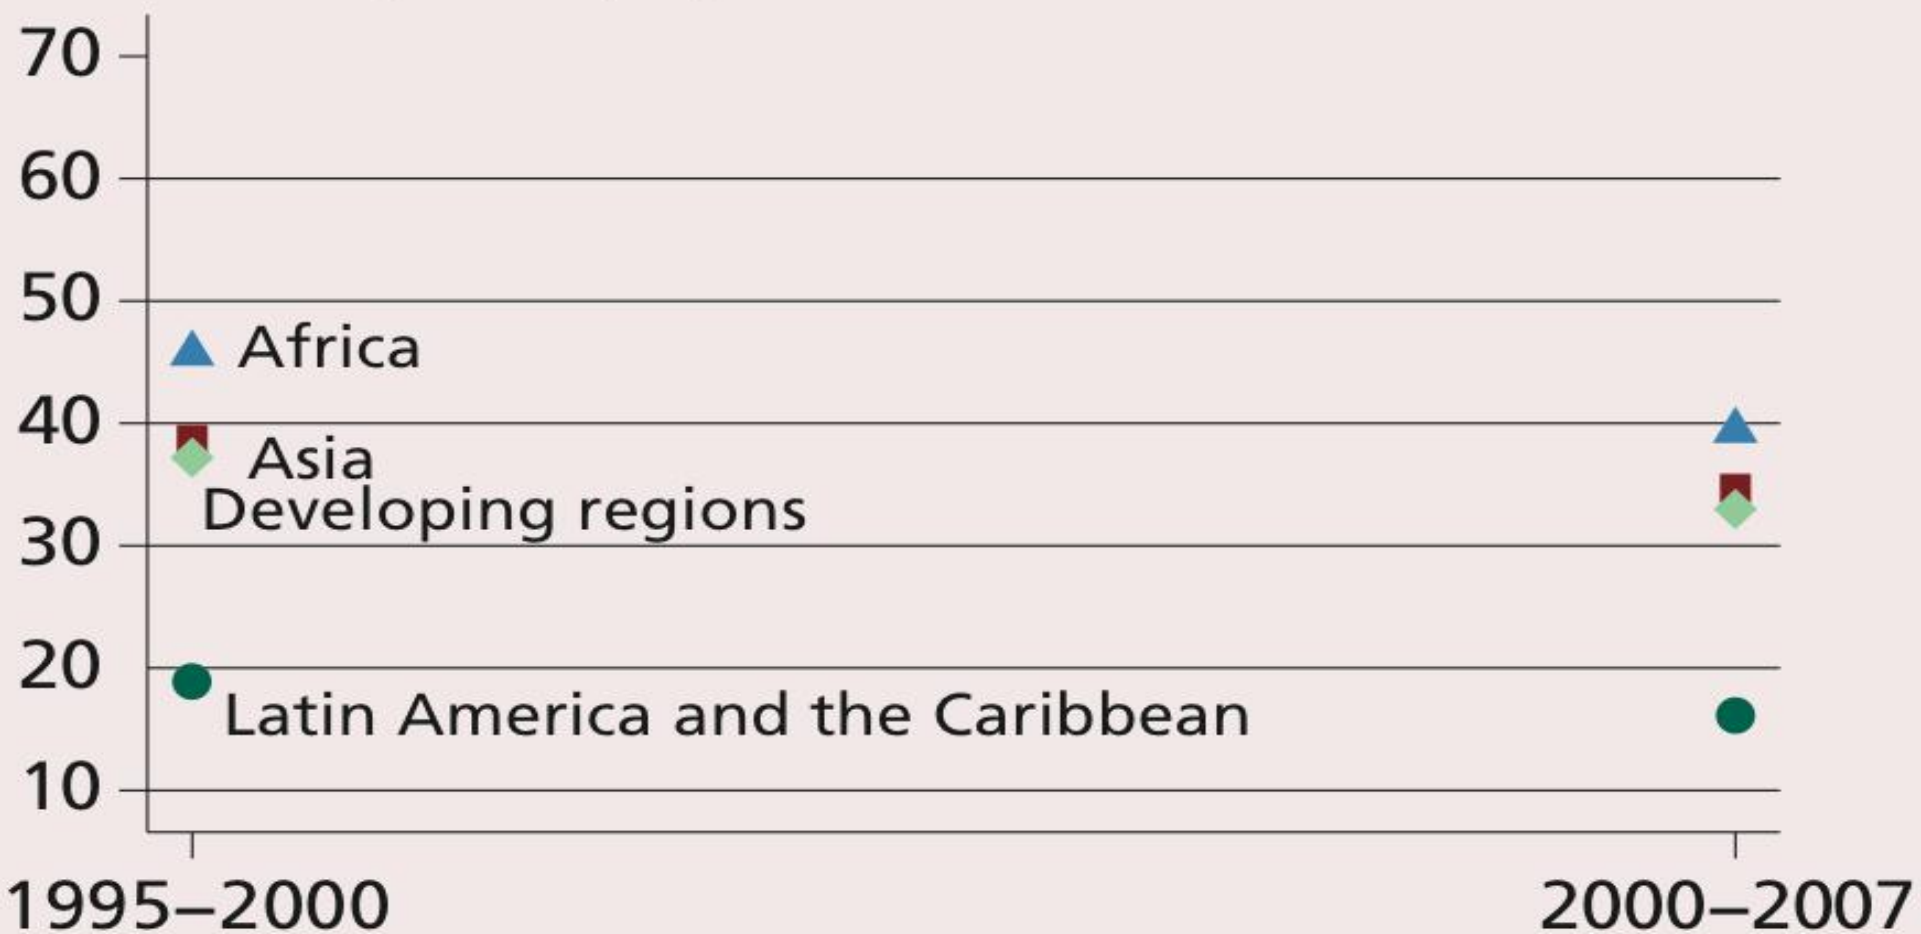 70
60
50
Africa
40
Asia
Developing regions
30
20
Latin America and the Caribbean
10
1995–2000 2000–2007